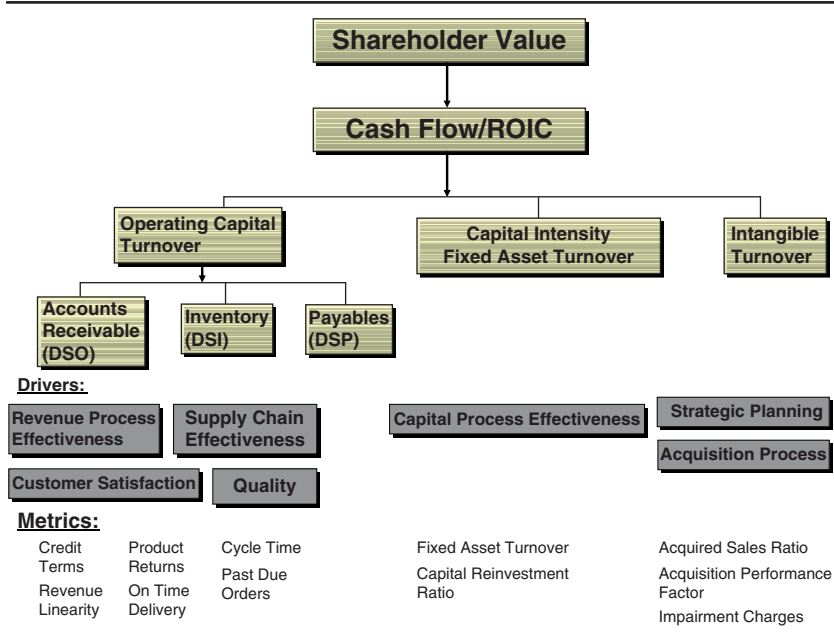 Shareholder Value
Cash Flow/ROIC
Operating Capital
Turnover
Capital Intensity
Fixed Asset Turnover
Intangible
Turnover
Accounts
Receivable
(DSO)
Inventory
(DSI)
Payables
(DSP)
Drivers:
Revenue Process
Effectiveness
Supply Chain
Effectiveness
Capital Process Effectiveness
Strategic Planning
Acquisition Process
Customer Satisfaction
Quality
Metrics:
Credit
Terms
Revenue
Linearity
Product
Returns
On Time
Delivery
Cycle Time
Past Due
Orders
Fixed Asset Turnover
Capital Reinvestment
Ratio
Acquired Sales Ratio
Acquisition Performance
Factor
Impairment Charges